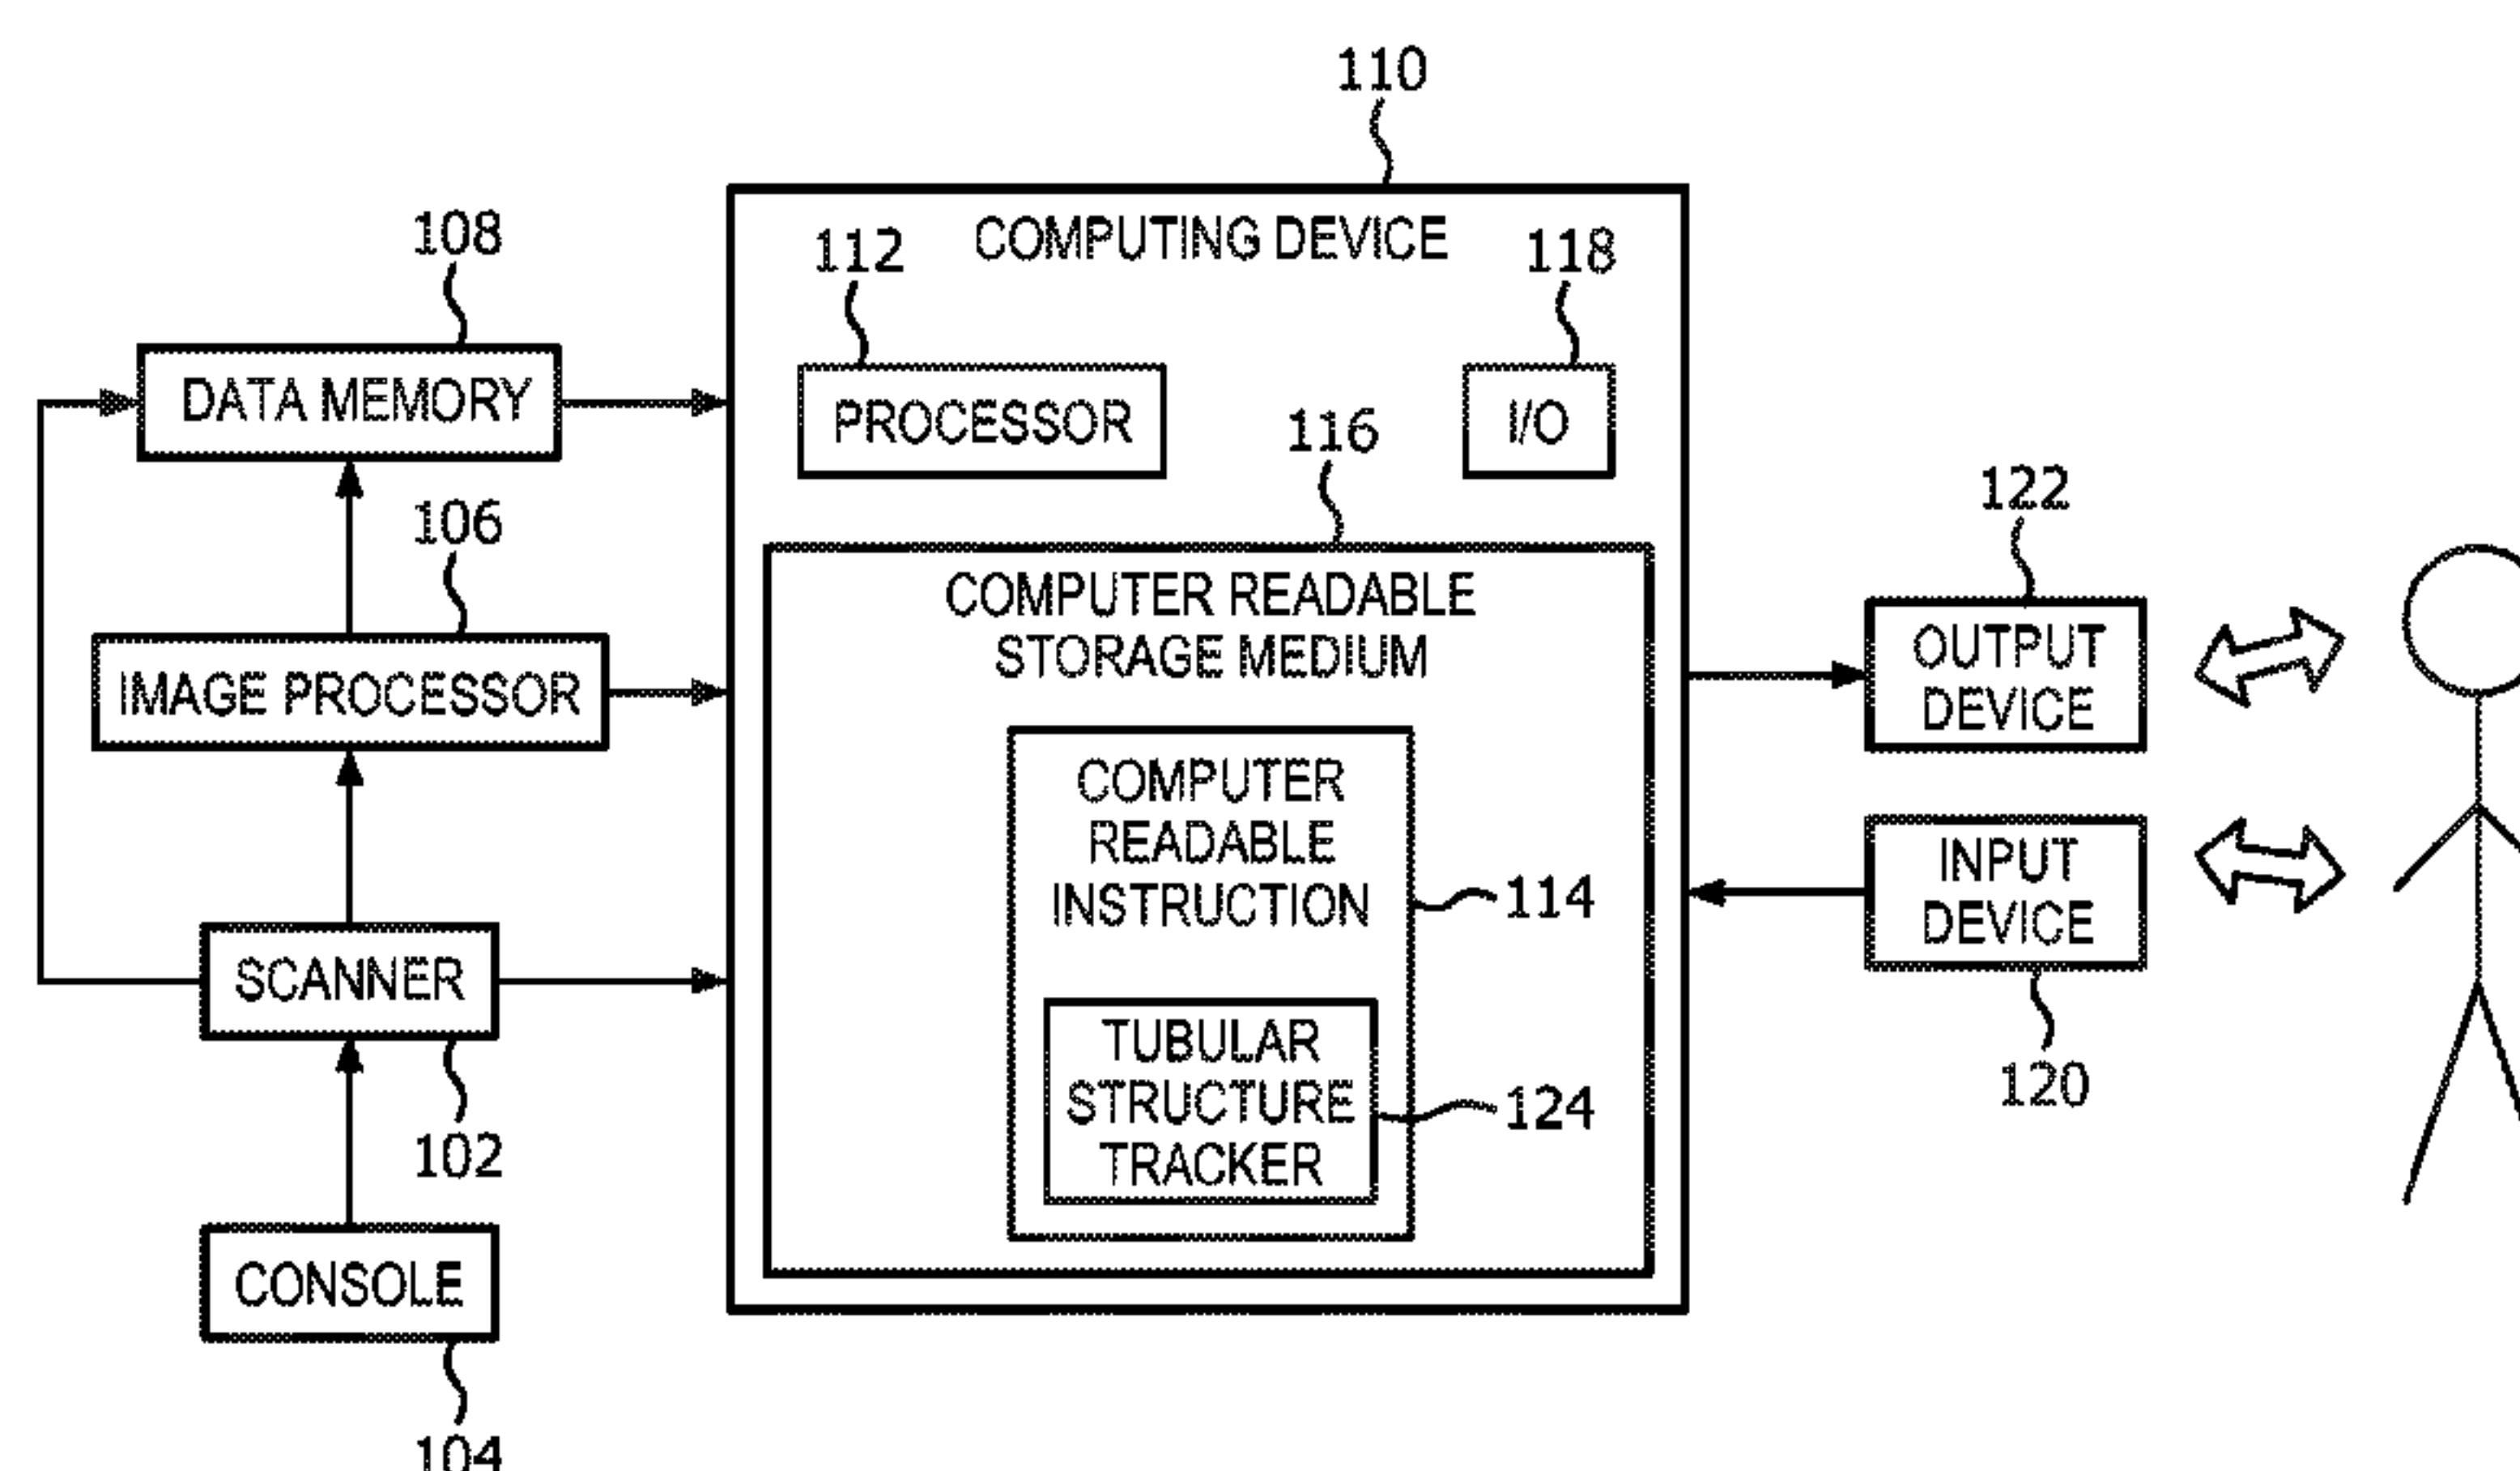 110
COMPUTING DEVICE
108
112
118
DATA MEMORY
PROCESSOR
I/O
116
106
122
COMPUTER READABLE
STORAGE MEDIUM
IMAGE PROCESSOR
OUTPUT
DEVICE
COMPUTER
READABLE
INSTRUCTION
114
INPUT
DEVICE
SCANNER
120
TUBULAR
STRUCTURE
TRACKER
124
102
CONSOLE
104